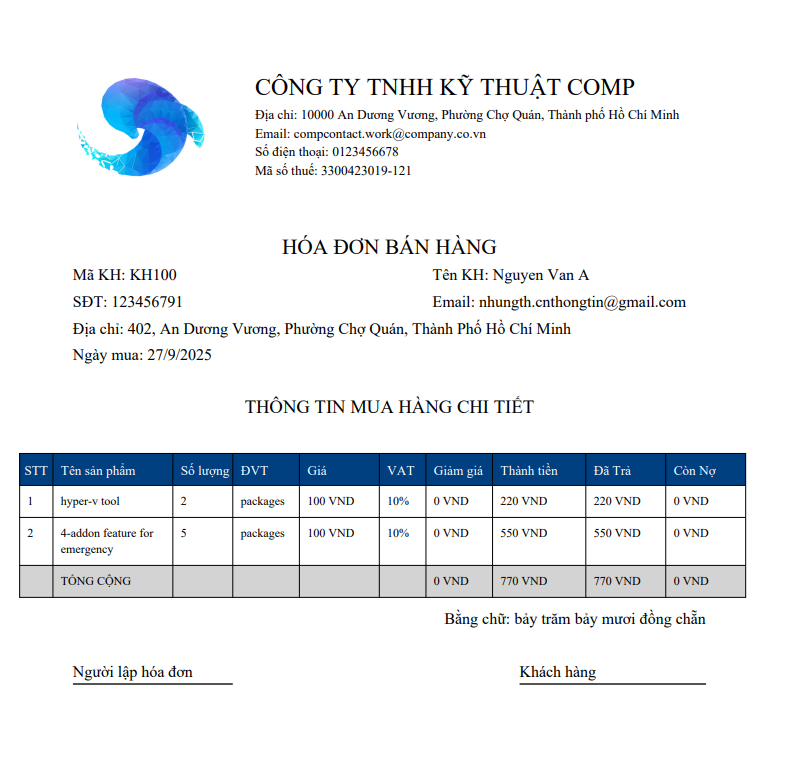 CÔNG TY TNHH KỸ THUẬT COMP
Địa chỉ: 10000 An Dương Vương, Phường Chợ Quán, Thành phố Hồ Chí Minh
Email: compcontact.work@company.co.vn
Số điện thoại: 0123456678
Mã số thuế: 3300423019-121
HÓA ĐƠN BÁN HÀNG
Mã KH: KH100 Tên KH: Nguyen Van A
SĐT: 123456791 Email: nhungth.cnthongtin@gmail.com
Địa chỉ: 402, An Dương Vương, Phường Chợ Quán, Thành Phố Hồ Chí Minh
Ngày mua: 27/9/2025
THÔNG TIN MUA HÀNG CHI TIẾT
STT Tên sản phẩm Số lượng ĐVT Giá VAT Giảm giá Thành tiền Đã Trả Còn Nợ
1 hyper-v tool 2 packages 100 VND 10% 0 VND 220 VND 220 VND 0 VND
2 4-addon feature for 5 packages 100 VND 10% 0 VND 550 VND 550 VND 0 VND
emergency
TỔNG CỘNG 0 VND 770 VND 770 VND 0 VND
Bằng chữ: bảy trăm bảy mươi đồng chẵn
Người lập hóa đơn Khách hàng